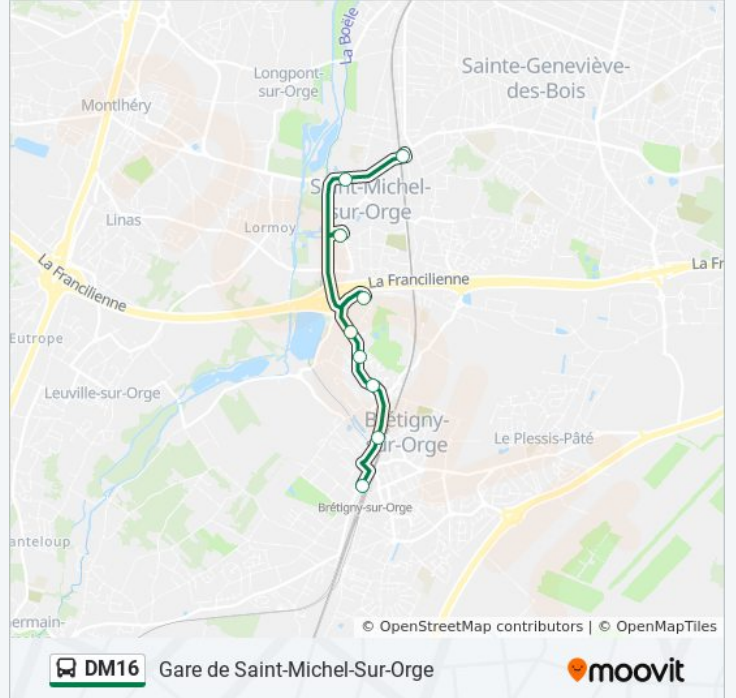 La Boële
Sainte-Geneviève-
des-Bois
Longpont-
sur-Orge
Montlhéry
Saint-Michel-
sur-Orge
Linas
Lormoy
La Francilienne
La Francilienne
La Fr
Eutrope
Leuville-sur-Orge
Brétigny-
sur-Orge
Le Plessis-Pâté
Brétigny-sur-Orge
anteloup
ermain-
© OpenStreetMap contributors | © OpenMapTiles
DM16 Gare de Saint-Michel-Sur-Orge
moovit